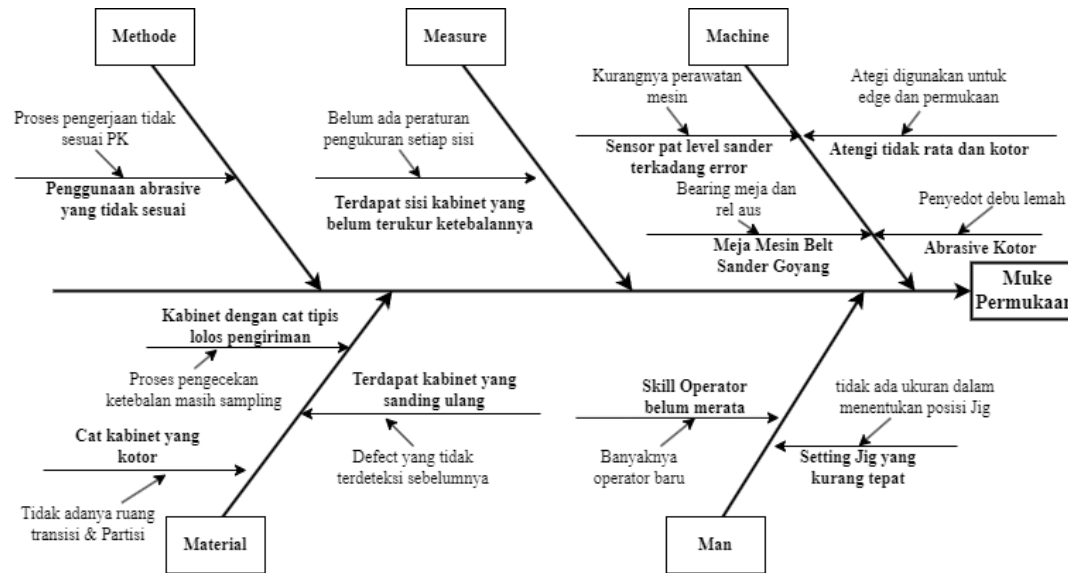 Methode
Measure
Machine
Proses pengerjaan tidak
sesuai PK
Penggunaan abrasive
yang tidak sesuai
Belum ada peraturan
pengukuran setiap sisi
Terdapat sisi kabinet yang
belum terukur ketebalannya
Kurangnya perawatan
mesin
Sensor pat level sander
terkadang error
Ategi digunakan untuk
edge dan permukaan
Atengi tidak rata dan kotor
Bearing meja dan
rel aus
Meja Mesin Belt
Sander Goyang
Penyedot debu lemah
Abrasive Kotor
Muke
Permukaan
Kabinet dengan cat tipis
lolos pengiriman
Proses pengecekan
ketebalan masih sampling
Terdapat kabinet yang
sanding ulang
Defect yang tidak
terdeteksi sebelumnya
Cat kabinet yang
kotor
Tidak adanya ruang
transisi & Partisi
Skill Operator
belum merata
Banyaknya
operator baru
tidak ada ukuran dalam
menentukan posisi Jig
Setting Jig yang
kurang tepat
Material
Man